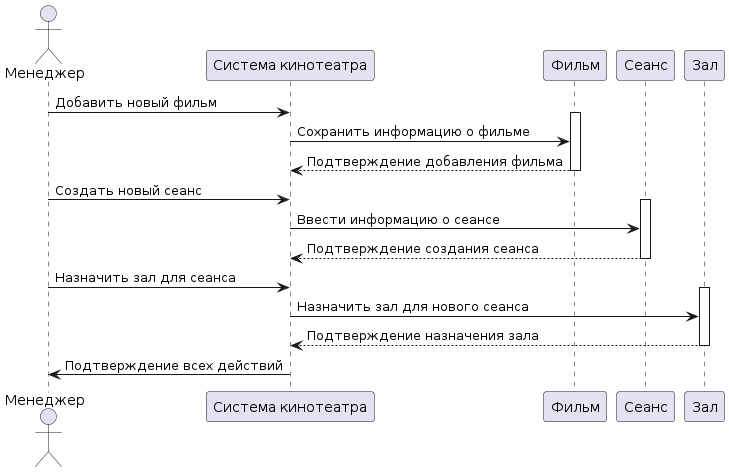 Менеджер
Система кинотеатра
Фильм
Сеанс
Зал
Добавить новый фильм
Сохранить информацию о фильме
Подтверждение добавления фильма
Создать новый сеанс
Ввести информацию о сеансе
Подтверждение создания сеанса
Назначить зал для сеанса
Назначить зал для нового сеанса
Подтверждение назначения зала
Подтверждение всех действий
Менеджер
Система кинотеатра
Фильм
Сеанс
Зал